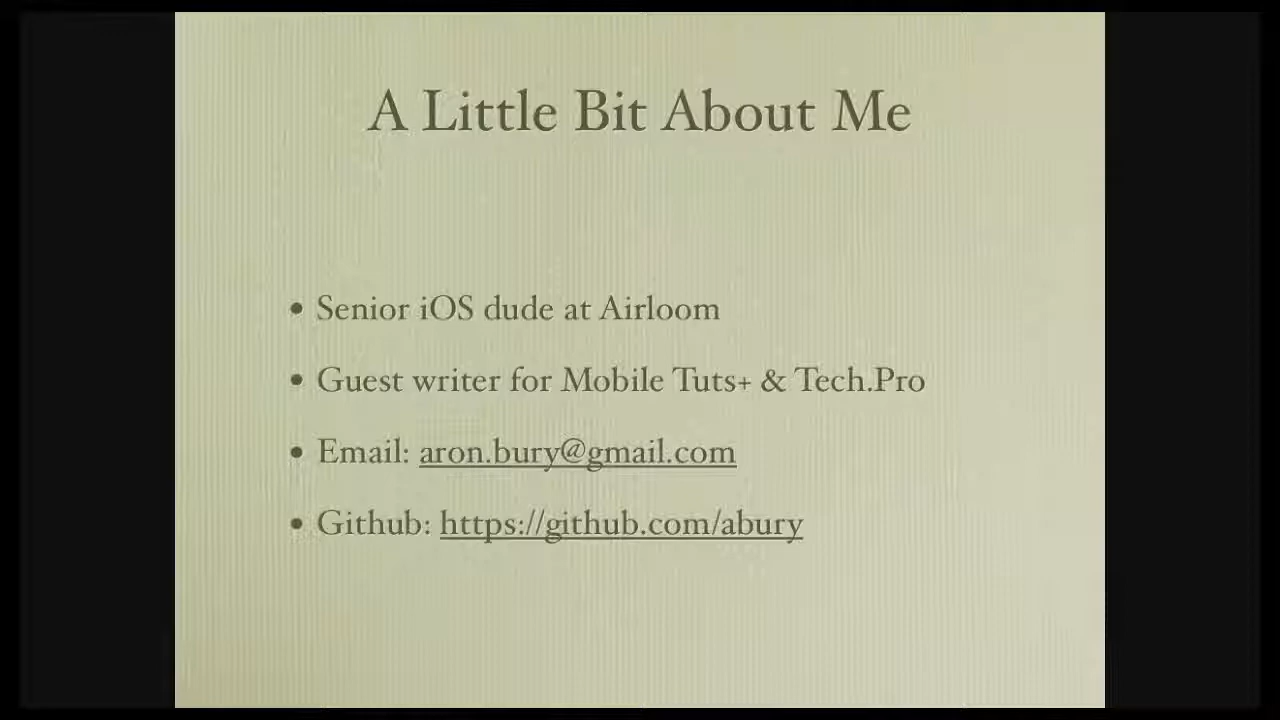 A Little Bit About Me
• Senior iOS dude at Airloom
• Guest writer for Mobile Tuts+ & Tech.Pro
• Email: aron.bury@gmail.com
• Github: https://github.com/abury